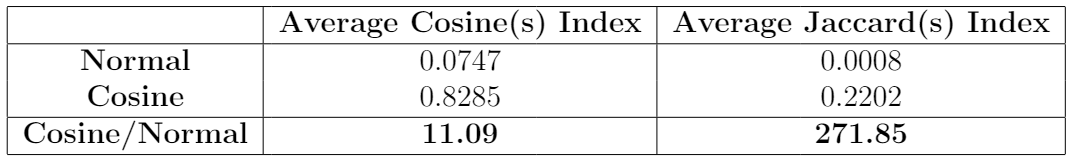 Average Cosine(s) Index Average Jaccard(s) Index
Normal 0.0747 0.0008
Cosine 0.8285 0.2202
Cosine/Normal 11.09 271.85